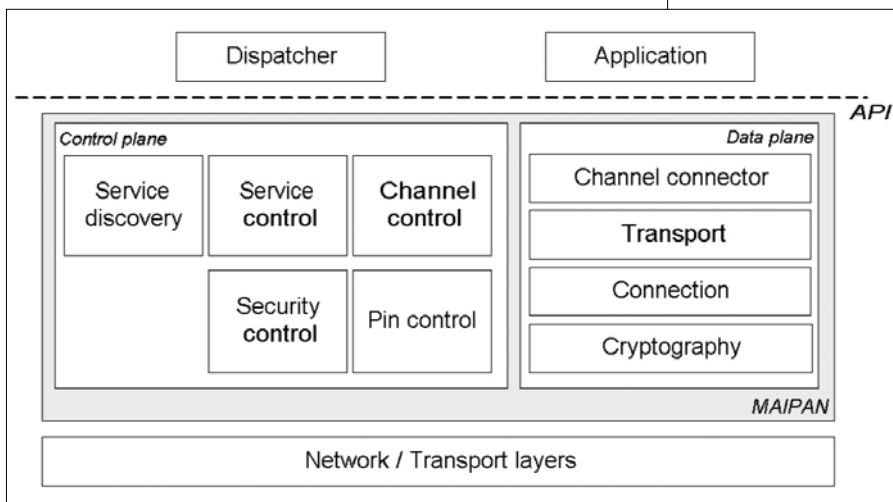 Dispatcher
Application
API
Control plane
Data plane
Service
discovery
Service
control
Channel
control
Security
control
Pin control
Channel connector
Transport
Connection
Cryptography
MAIPAN
Network / Transport layers